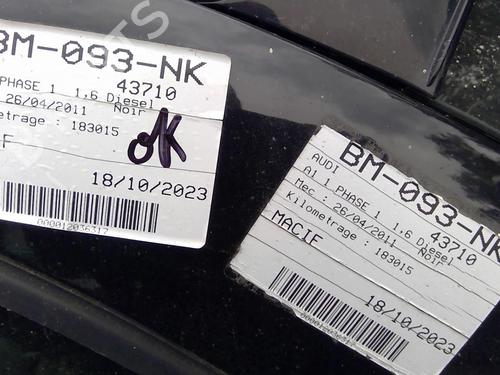 BM-093-NK
43710
PHASE 1 1.6 Diesel
26/04/2011 Noir
etrage : 183015
OK
18/10/2023
000012036317
BM-093-NK
43710
AUDI
A1 1 PHASE 1 1.6 Diesel
Mec : 26/04/2011 Noir
Kilometrage : 183015
MACIF
18/10/2023